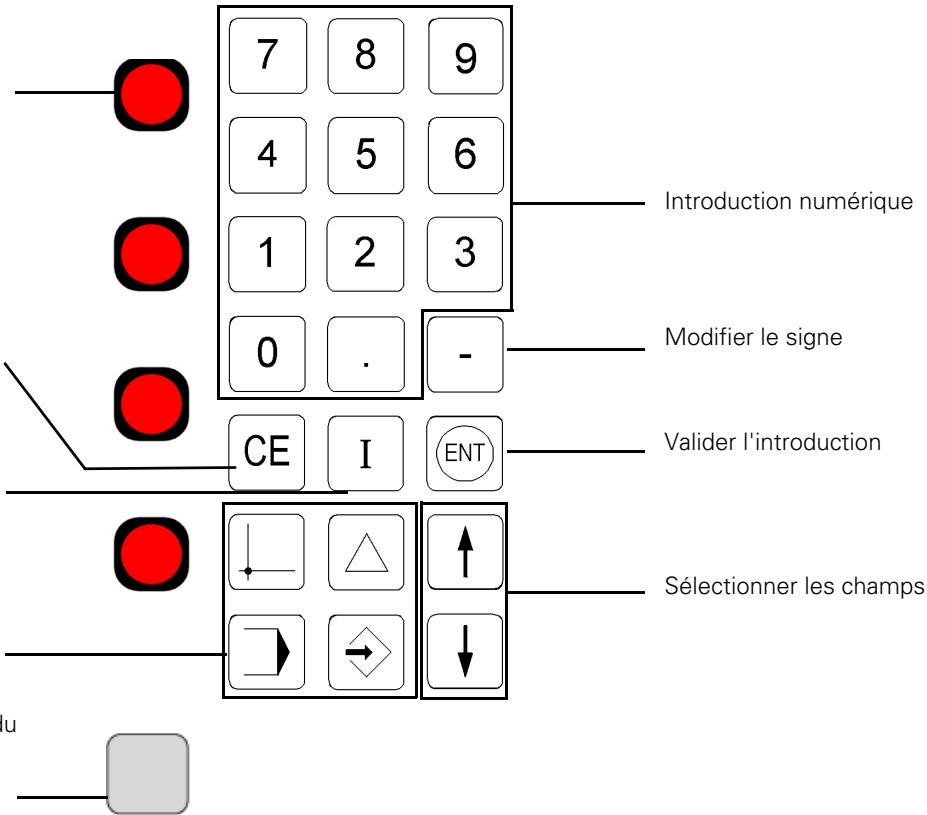 7 8 9
4 5 6
Introduction numérique
1 2 3
Modifier le signe
0 . -
CE I ENT
Valider l'introduction
Sélectionner les champs
du